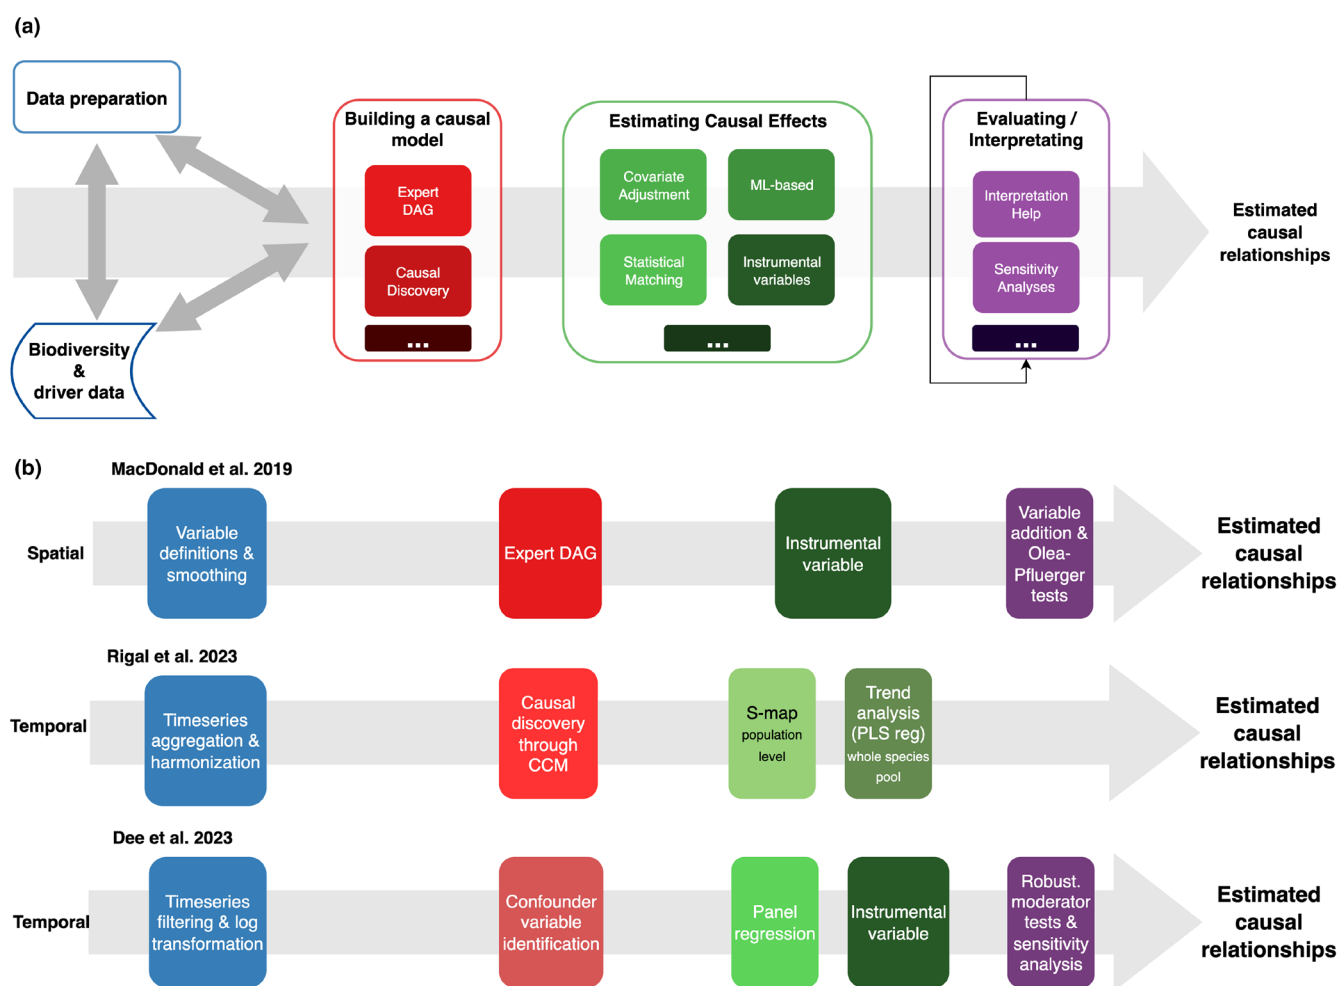 (a)
Data preparation
Biodiversity
&
driver data
Building a causal
model
Expert
DAG
Causal
Discovery
...
Estimating Causal Effects
Covariate
Adjustment
ML-based
Statistical
Matching
Instrumental
variables
...
Evaluating /
Interpretating
Interpretation
Help
Sensitivity
Analyses
...
Estimated
causal
relationships
(b)
MacDonald et al. 2019
Spatial
Variable
definitions &
smoothing
Expert DAG
Instrumental
variable
Variable
addition &
Olea-
Pfluerger
tests
Estimated
causal
relationships
Rigal et al. 2023
Temporal
Timeseries
aggregation &
harmonization
Causal
discovery
through
CCM
S-map
population
level
Trend
analysis
(PLS reg)
whole species
pool
Estimated
causal
relationships
Dee et al. 2023
Temporal
Timeseries
filtering & log
transformation
Confounder
variable
identification
Panel
regression
Instrumental
variable
Robust.
moderator
tests &
sensitivity
analysis
Estimated
causal
relationships